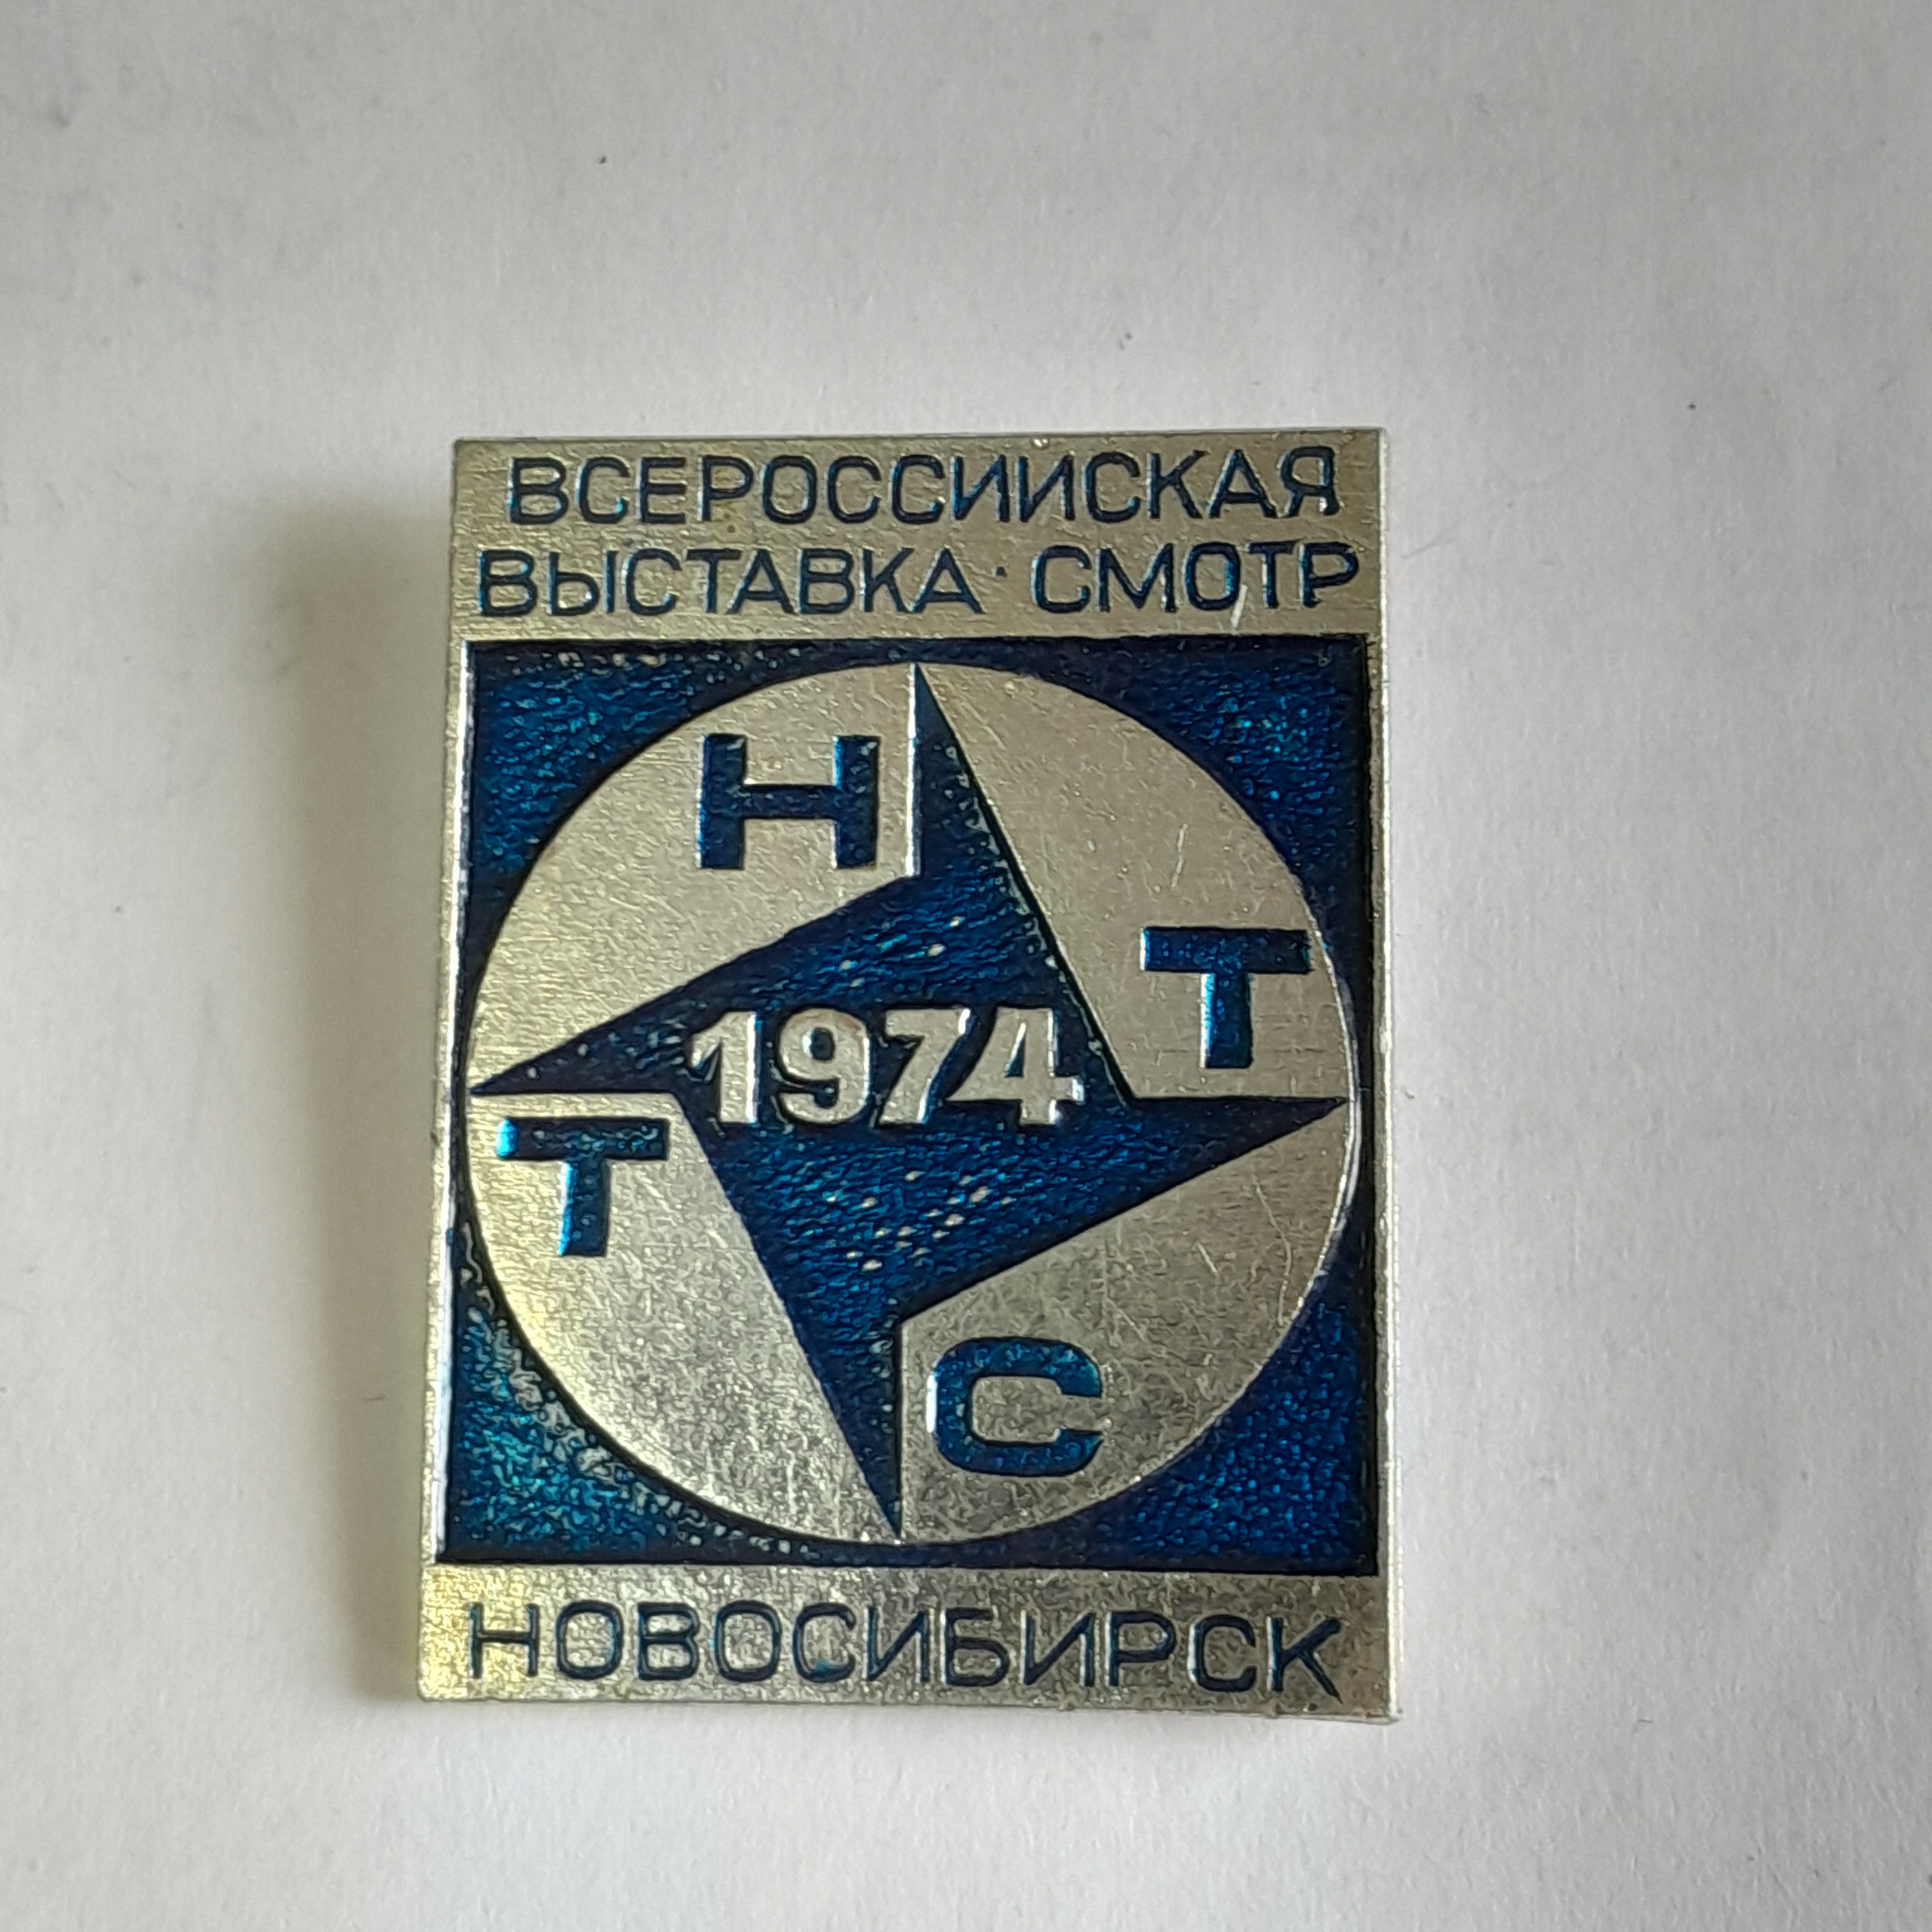 ВСЕРОССИИСКАЯ
ВЫСТАВКА · СМОТР
Н
Т
1974
Т
С
НОВОСИБИРСК